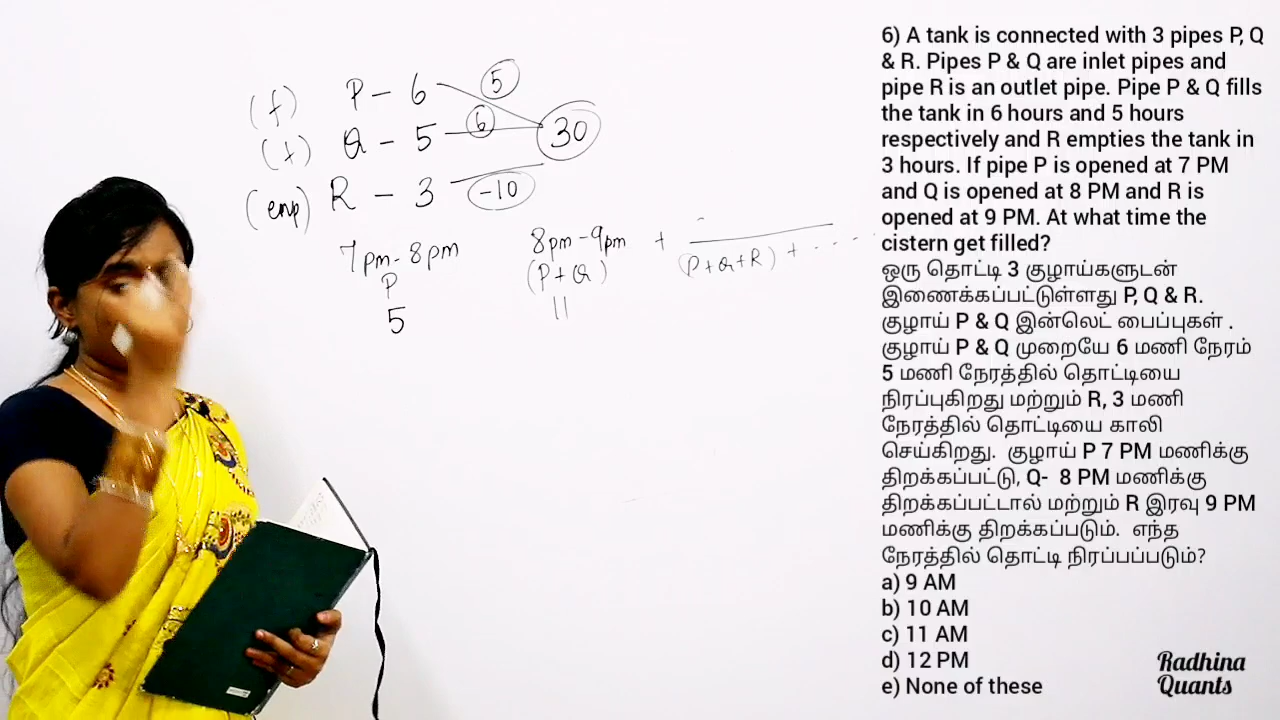 (f) P - 6 5
(f) Q - 5 6 30
(emp) R - 3 -10
7pm-8pm 8pm-9pm +
P (P+Q) (P+Q+R) + .....
5 11
6) A tank is connected with 3 pipes P, Q
& R. Pipes P & Q are inlet pipes and
pipe R is an outlet pipe. Pipe P & Q fills
the tank in 6 hours and 5 hours
respectively and R empties the tank in
3 hours. If pipe P is opened at 7 PM
and Q is opened at 8 PM and R is
opened at 9 PM. At what time the
cistern get filled?
ஒரு தொட்டி 3 குழாய்களுடன்
இணைக்கப்பட்டுள்ளது P, Q & R.
குழாய் P & Q இன்லெட் பைப்புகள் .
குழாய் P & Q முறையே 6 மணி நேரம்
5 மணி நேரத்தில் தொட்டியை
நிரப்புகிறது மற்றும் R, 3 மணி
நேரத்தில் தொட்டியை காலி
செய்கிறது. குழாய் P 7 PM மணிக்கு
திறக்கப்பட்டு, Q- 8 PM மணிக்கு
திறக்கப்பட்டால் மற்றும் R இரவு 9 PM
மணிக்கு திறக்கப்படும். எந்த
நேரத்தில் தொட்டி நிரப்பப்படும்?
a) 9 AM
b) 10 AM
c) 11 AM
d) 12 PM
e) None of these
Radhina
Quants